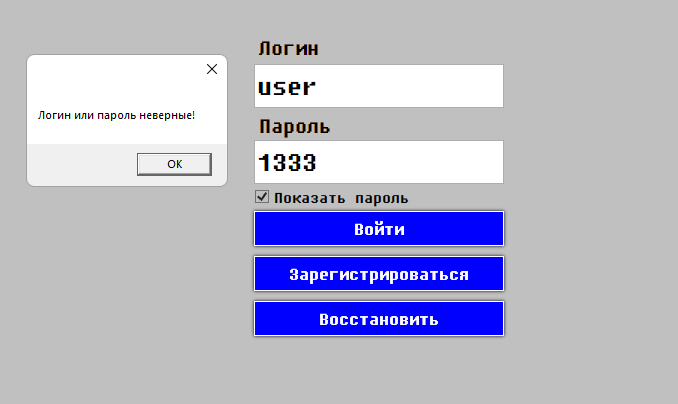 Логин или пароль неверные!
OK
Логин
user
Пароль
1333
Показать пароль
Войти
Зарегистрироваться
Восстановить